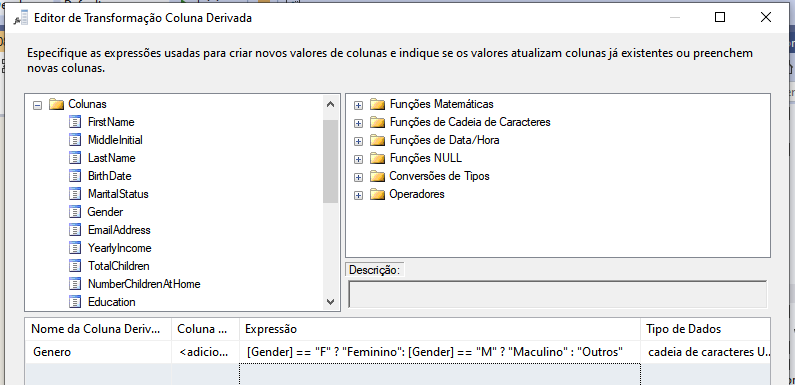 Editor de Transformação Coluna Derivada
Especifique as expressões usadas para criar novos valores de colunas e indique se os valores atualizam colunas já existentes ou preenchem
novas colunas.
Colunas
FirstName
MiddleInitial
LastName
BirthDate
MaritalStatus
Gender
EmailAddress
YearlyIncome
TotalChildren
NumberChildrenAtHome
Education
Funções Matemáticas
Funções de Cadeia de Caracteres
Funções de Data/Hora
Funções NULL
Conversões de Tipos
Operadores
Descrição:
Nome da Coluna Deriv... Coluna ... Expressão Tipo de Dados
Genero <adicio... [Gender] == "F" ? "Feminino": [Gender] == "M" ? "Maculino" : "Outros" cadeia de caracteres U...